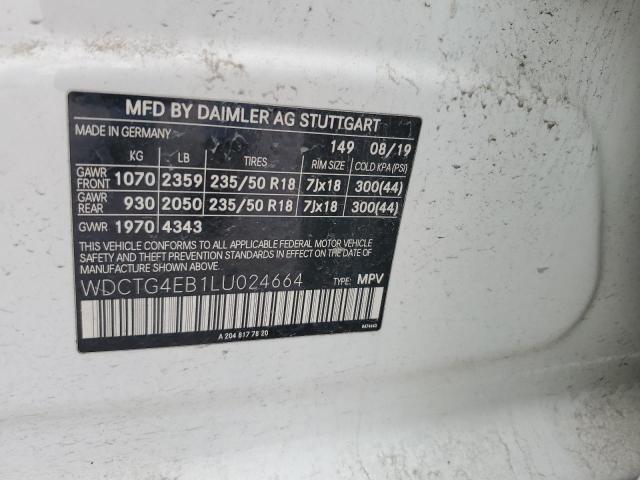 MFD BY DAIMLER AG STUTTGART
MADE IN GERMANY 149 08/19
KG LB TIRES RIM SIZE COLD KPA (PSI)
GAWR FRONT 1070 2359 235/50 R18 7Jx18 300(44)
GAWR REAR 930 2050 235/50 R18 7Jx18 300(44)
GVWR 1970 4343
THIS VEHICLE CONFORMS TO ALL APPLICABLE FEDERAL MOTOR VEHICLE
SAFETY AND THEFT PREVENTION STANDARDS IN EFFECT ON THE
DATE OF MANUFACTURE SHOWN ABOVE.
WDCTG4EB1LU024664 TYPE: MPV
A 204 817 78 20